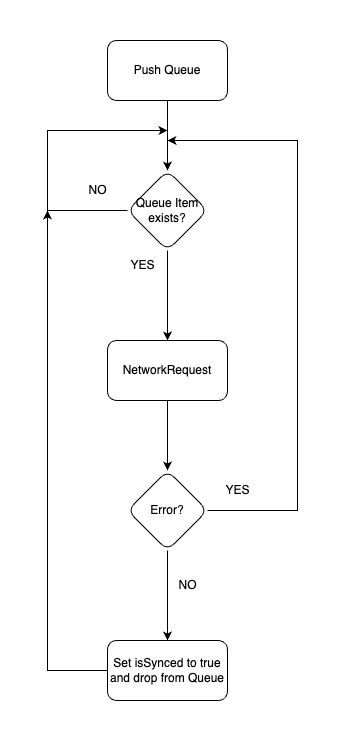 Push Queue
NO
Queue Item
exists?
YES
NetworkRequest
YES
Error?
NO
Set isSynced to true
and drop from Queue